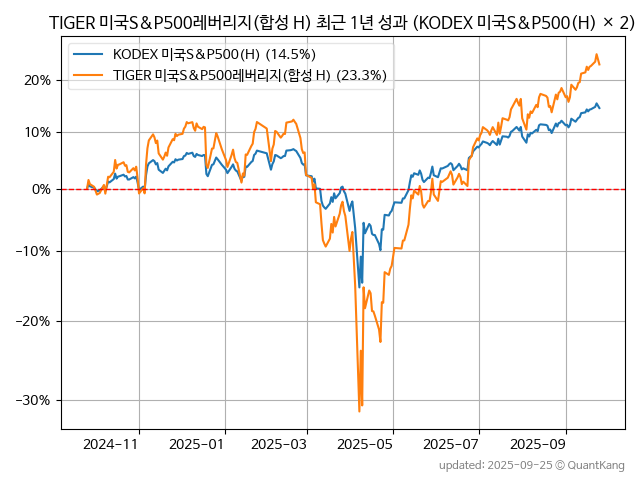 TIGER 미국S&P500레버리지(합성 H) 최근 1년 성과 (KODEX 미국S&P500(H) × 2)
KODEX 미국S&P500(H) (14.5%)
TIGER 미국S&P500레버리지(합성 H) (23.3%)
20%
10%
0%
−10%
−20%
−30%
2024-11 2025-01 2025-03 2025-05 2025-07 2025-09
updated: 2025-09-25 © QuantKang